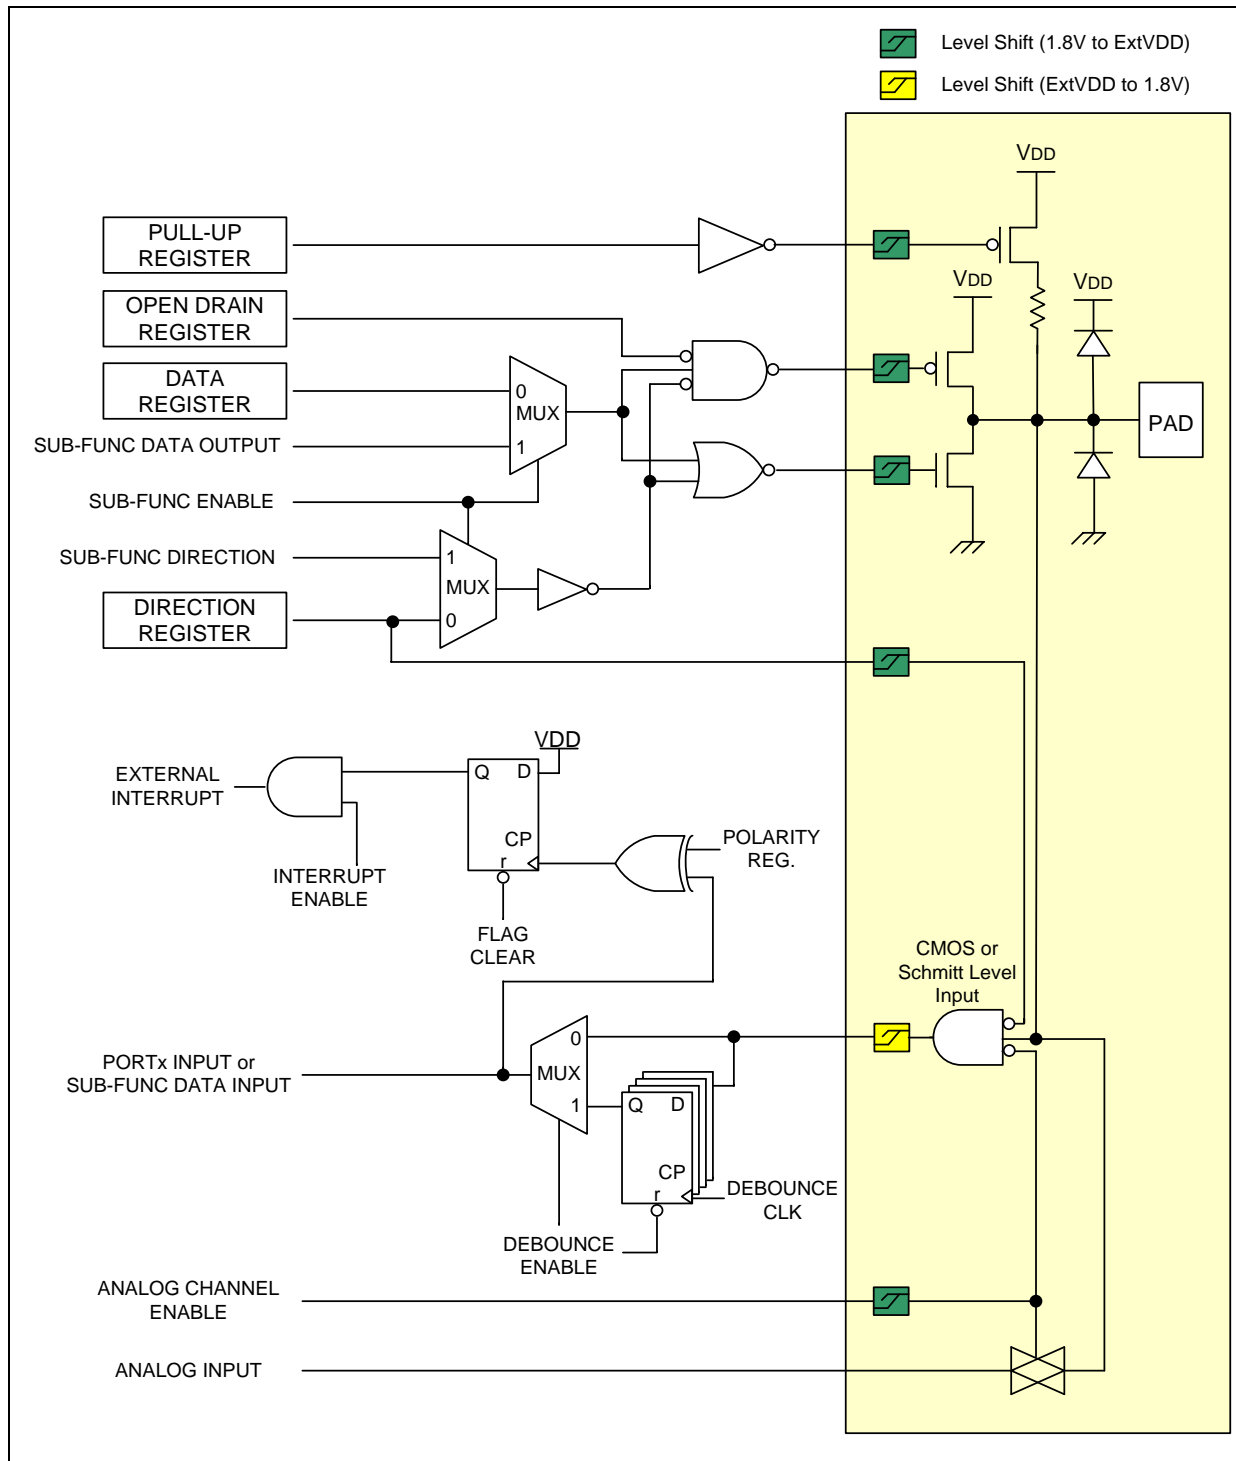 Level Shift (1.8V to ExtVDD)
Level Shift (ExtVDD to 1.8V)
VDD
PULL-UP
REGISTER
VDD
VDD
OPEN DRAIN
REGISTER
DATA
REGISTER
0
MUX
1
PAD
SUB-FUNC DATA OUTPUT
SUB-FUNC ENABLE
SUB-FUNC DIRECTION
1
MUX
0
DIRECTION
REGISTER
VDD
EXTERNAL
INTERRUPT
Q D
CP
r
POLARITY
REG.
INTERRUPT
ENABLE
FLAG
CLEAR
CMOS or
Schmitt Level
Input
PORTx INPUT or
SUB-FUNC DATA INPUT
0
MUX
1
Q D
CP
r
DEBOUNCE
CLK
DEBOUNCE
ENABLE
ANALOG CHANNEL
ENABLE
ANALOG INPUT